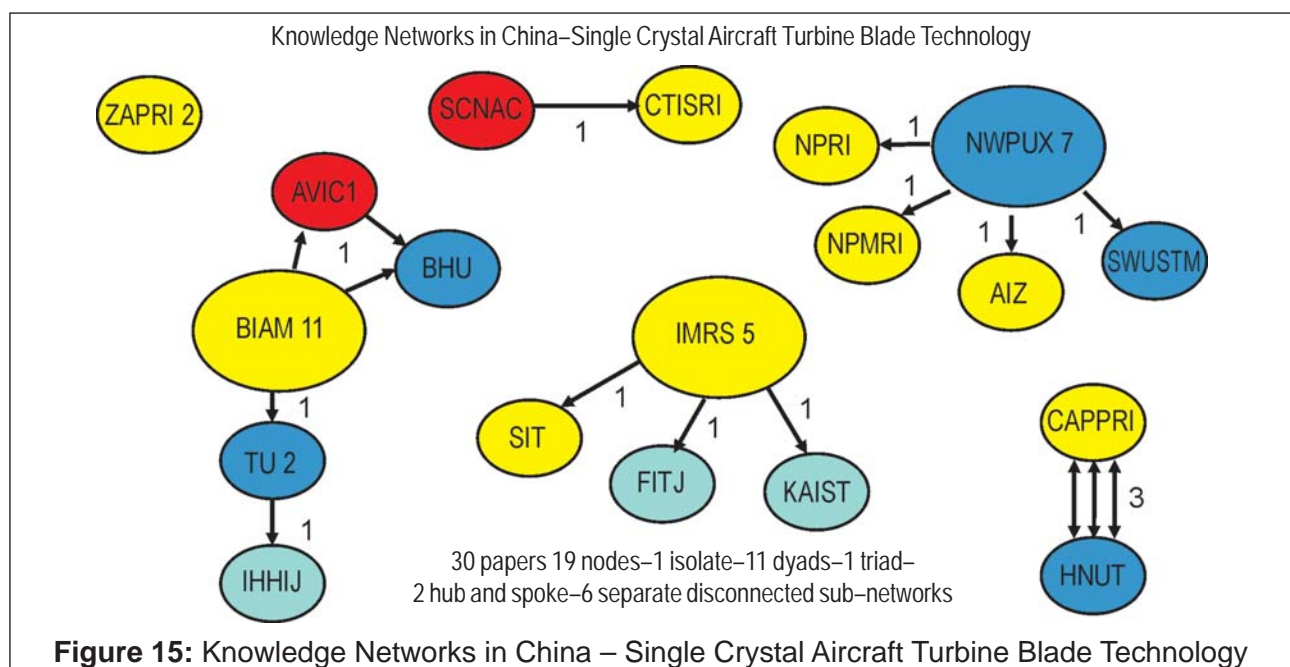 Knowledge Networks in China–Single Crystal Aircraft Turbine Blade Technology
ZAPRI 2
SCNAC
1
CTISRI
NPRI
1
NWPUX 7
1
NPMRI
1
AIZ
1
SWUSTM
AVIC1
1
BHU
BIAM 11
1
TU 2
1
IHHIJ
IMRS 5
1
SIT
1
FITJ
1
KAIST
CAPPRI
3
HNUT
30 papers 19 nodes–1 isolate–11 dyads–1 triad–
2 hub and spoke–6 separate disconnected sub–networks
Figure 15: Knowledge Networks in China – Single Crystal Aircraft Turbine Blade Technology